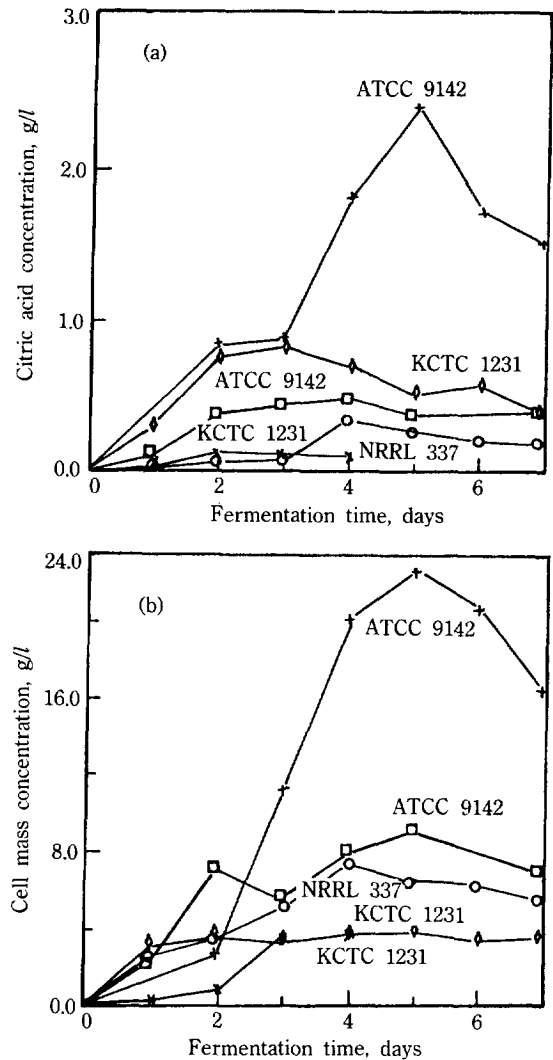 3.0
(a)
ATCC 9142
2.0
Citric acid concentration, g/l
1.0
KCTC 1231
ATCC 9142
KCTC 1231
NRRL 337
0.0
0 2 4 6
Fermentation time, days
24.0
(b)
ATCC 9142
16.0
Cell mass concentration, g/l
ATCC 9142
8.0
NRRL 337
KCTC 1231
KCTC 1231
0.0
0 2 4 6
Fermentation time, days